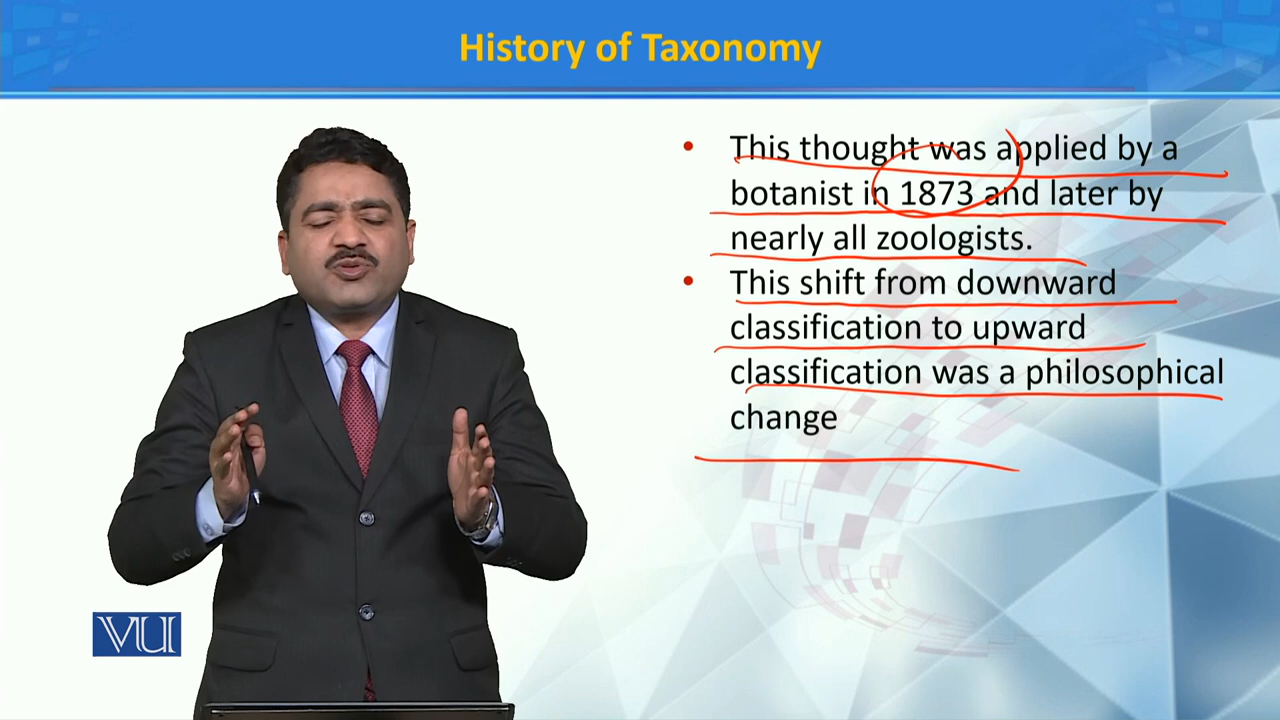 History of Taxonomy
• This thought was applied by a
botanist in 1873 and later by
nearly all zoologists.
• This shift from downward
classification to upward
classification was a philosophical
change
VU